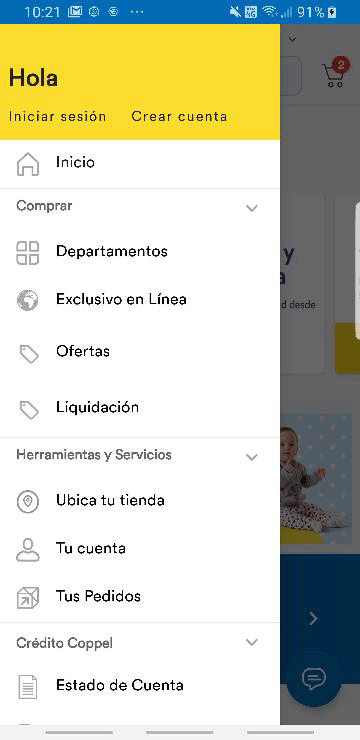 10:21 91%
Hola
2
Iniciar sesión Crear cuenta
Inicio
Comprar
Departamentos
y
a
Exclusivo en Línea
d desde
Ofertas
Liquidación
Herramientas y Servicios
Ubica tu tienda
Tu cuenta
Tus Pedidos
Crédito Coppel
Estado de Cuenta